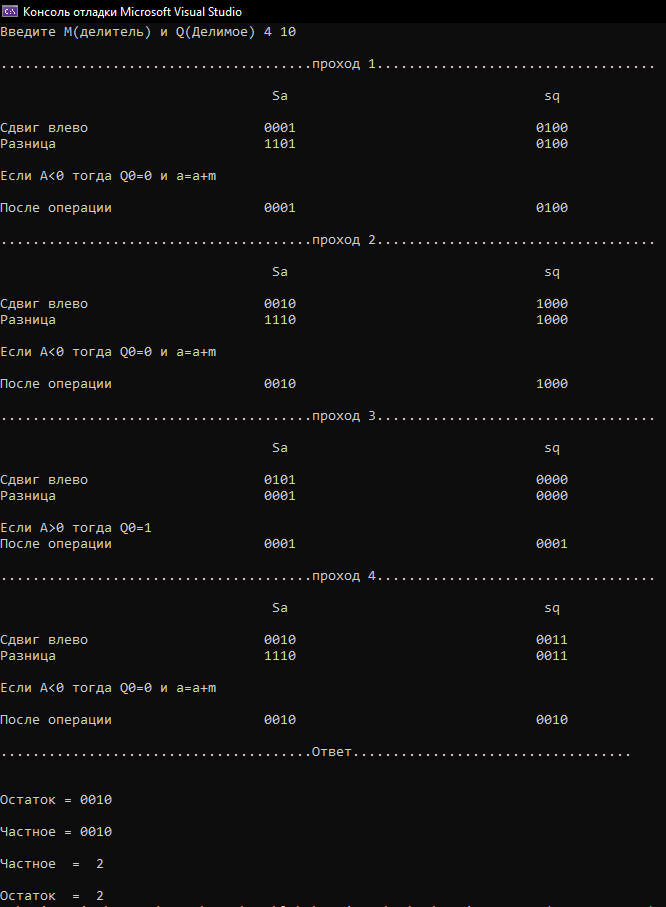 Консоль отладки Microsoft Visual Studio
Введите M(делитель) и Q(Делимое) 4 10
.......................................проход 1...................................
Sa sq
Сдвиг влево 0001 0100
Разница 1101 0100
Если A<0 тогда Q0=0 и a=a+m
После операции 0001 0100
.......................................проход 2...................................
Sa sq
Сдвиг влево 0010 1000
Разница 1110 1000
Если A<0 тогда Q0=0 и a=a+m
После операции 0010 1000
.......................................проход 3...................................
Sa sq
Сдвиг влево 0101 0000
Разница 0001 0000
Если A>0 тогда Q0=1
После операции 0001 0001
.......................................проход 4...................................
Sa sq
Сдвиг влево 0010 0011
Разница 1110 0011
Если A<0 тогда Q0=0 и a=a+m
После операции 0010 0010
.......................................Ответ...................................
Остаток = 0010
Частное = 0010
Частное = 2
Остаток = 2